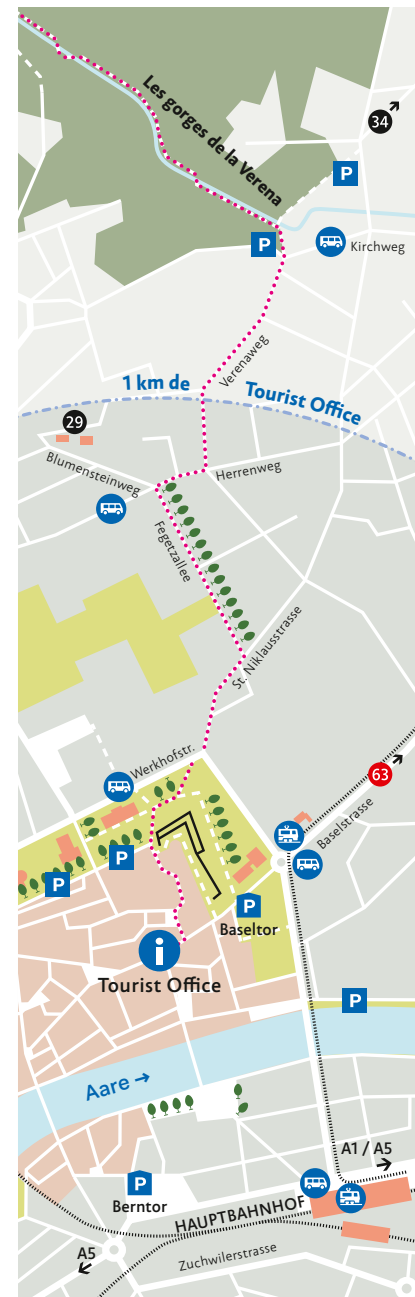 Les gorges de la Verena
34
P
P
Kirchweg
Verenaweg
1 km de Tourist Office
29
Blumensteinweg
Herrenweg
Fegetzallee
St. Niklausstrasse
Werkhofstr.
63
Baselstrasse
P
P
P
Baseltor
i
Tourist Office
P
Aare →
A1 / A5
P
Berntor
HAUPTBAHNHOF
A5
Zuchwilerstrasse